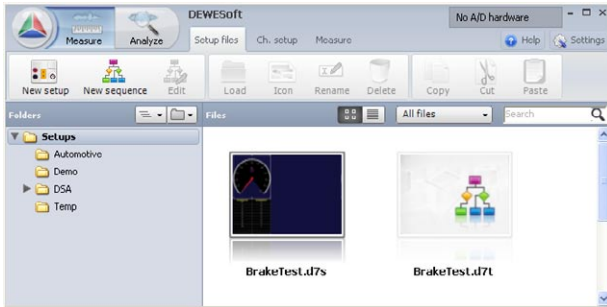 DEWESoft
No A/D hardware
Measure
Analyze
Setup files
Ch. setup
Measure
Help
Settings
New setup
New sequence
Edit
Load
Icon
Rename
Delete
Copy
Cut
Paste
Folders
Files
All files
Search
Setups
Automotive
Demo
DSA
Temp
BrakeTest.d7s
BrakeTest.d7t